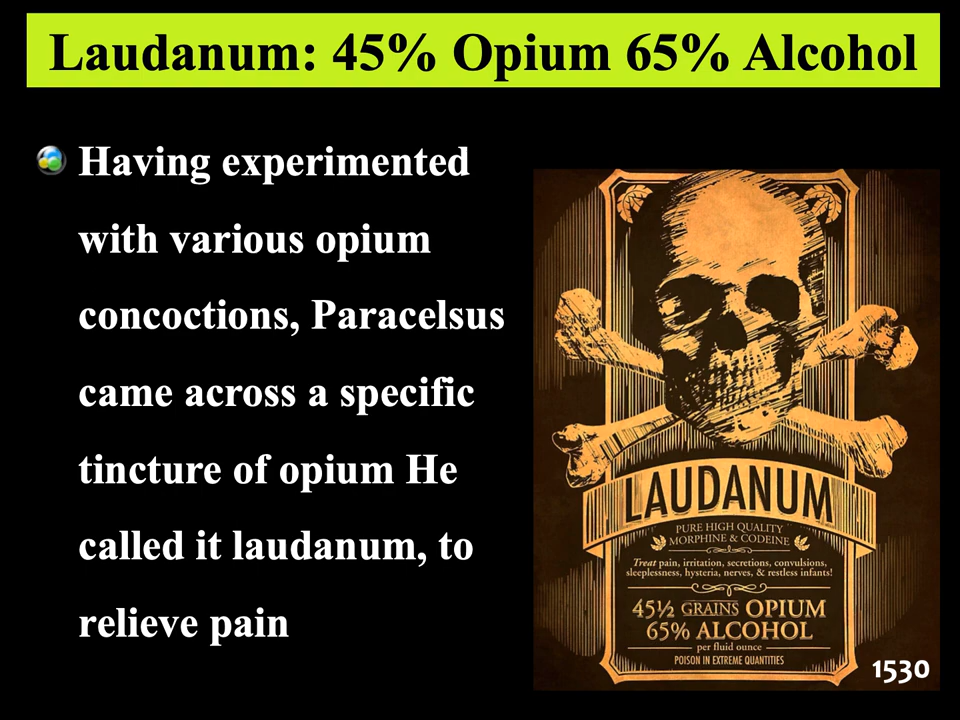 Laudanum: 45% Opium 65% Alcohol
Having experimented
with various opium
concoctions, Paracelsus
came across a specific
tincture of opium He
called it laudanum, to
relieve pain
LAUDANUM
PURE HIGH QUALITY
MORPHINE & CODEINE
Treat pain, irritation, secretions, convulsions,
sleeplessness, hysteria, nerves, & restless infants!
45½ GRAINS OPIUM
65% ALCOHOL
per fluid ounce
POISON IN EXTREME QUANTITIES
1530